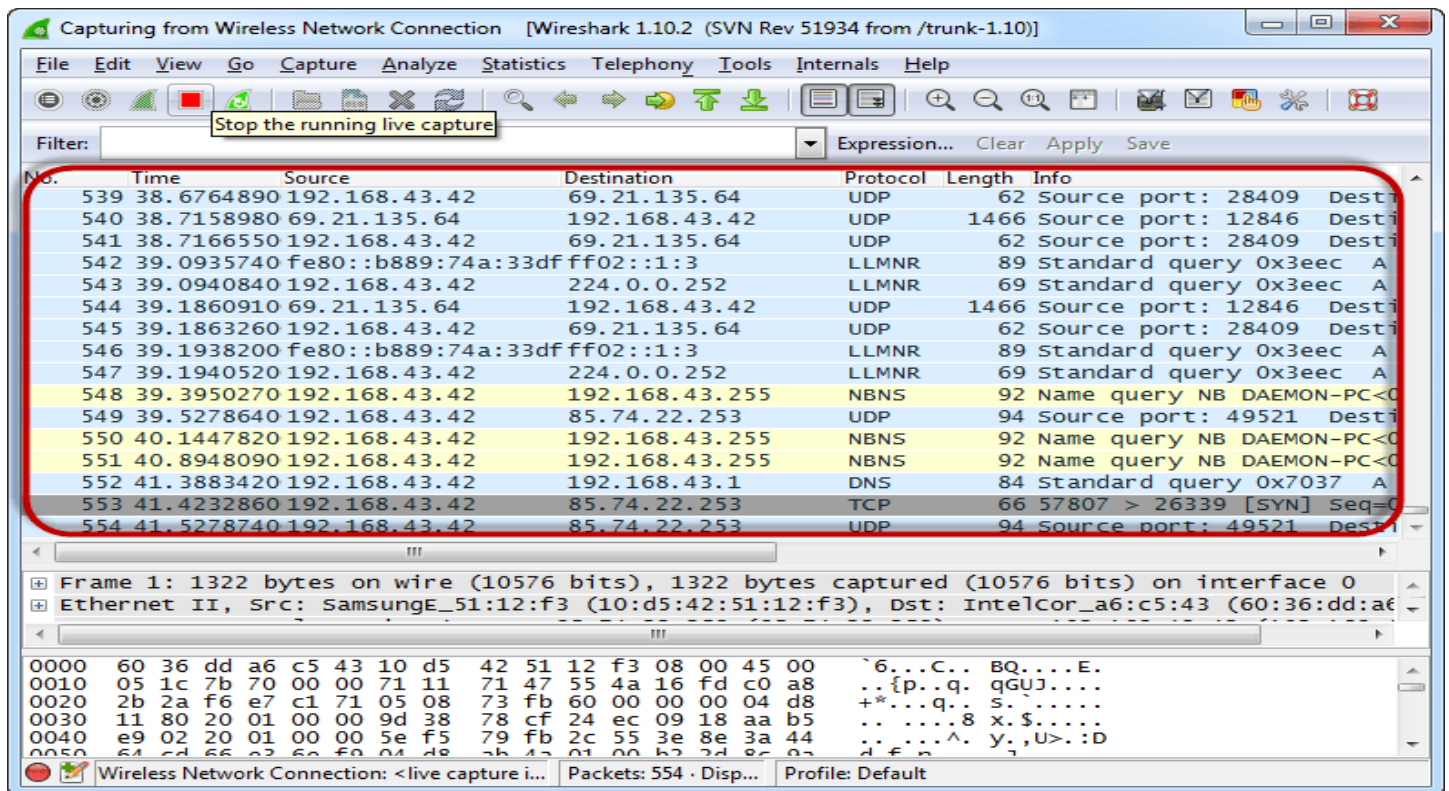 Capturing from Wireless Network Connection [Wireshark 1.10.2 (SVN Rev 51934 from /trunk-1.10)]
File Edit View Go Capture Analyze Statistics Telephony Tools Internals Help
Stop the running live capture
Filter: Expression... Clear Apply Save
No. Time Source Destination Protocol Length Info
539 38.6764890 192.168.43.42 69.21.135.64 UDP 62 Source port: 28409 Desti
540 38.7158980 69.21.135.64 192.168.43.42 UDP 1466 Source port: 12846 Desti
541 38.7166550 192.168.43.42 69.21.135.64 UDP 62 Source port: 28409 Desti
542 39.0935740 fe80::b889:74a:33df ff02::1:3 LLMNR 89 Standard query 0x3eec A
543 39.0940840 192.168.43.42 224.0.0.252 LLMNR 69 Standard query 0x3eec A
544 39.1860910 69.21.135.64 192.168.43.42 UDP 1466 Source port: 12846 Desti
545 39.1863260 192.168.43.42 69.21.135.64 UDP 62 Source port: 28409 Desti
546 39.1938200 fe80::b889:74a:33df ff02::1:3 LLMNR 89 Standard query 0x3eec A
547 39.1940520 192.168.43.42 224.0.0.252 LLMNR 69 Standard query 0x3eec A
548 39.3950270 192.168.43.42 192.168.43.255 NBNS 92 Name query NB DAEMON-PC<0
549 39.5278640 192.168.43.42 85.74.22.253 UDP 94 Source port: 49521 Desti
550 40.1447820 192.168.43.42 192.168.43.255 NBNS 92 Name query NB DAEMON-PC<0
551 40.8948090 192.168.43.42 192.168.43.255 NBNS 92 Name query NB DAEMON-PC<0
552 41.3883420 192.168.43.42 192.168.43.1 DNS 84 Standard query 0x7037 A
553 41.4232860 192.168.43.42 85.74.22.253 TCP 66 57807 > 26339 [SYN] Seq=0
554 41.5278740 192.168.43.42 85.74.22.253 UDP 94 Source port: 49521 Desti
Frame 1: 1322 bytes on wire (10576 bits), 1322 bytes captured (10576 bits) on interface 0
Ethernet II, Src: SamsungE_51:12:f3 (10:d5:42:51:12:f3), Dst: IntelCor_a6:c5:43 (60:36:dd:a6
0000 60 36 dd a6 c5 43 10 d5 42 51 12 f3 08 00 45 00 `6...C.. BQ....E.
0010 05 1c 7b 70 00 00 71 11 71 47 55 4a 16 fd c0 a8 ..{p..q. qGUJ....
0020 2b 2a f6 e7 c1 71 05 08 73 fb 60 00 00 00 04 d8 +*...q.. s.`.....
0030 11 80 20 01 00 00 9d 38 78 cf 24 ec 09 18 aa b5 .. ....8 x.$.....
0040 e9 02 20 01 00 00 5e f5 79 fb 2c 55 3e 8e 3a 44 .. ...^. y.,U>.:D
Wireless Network Connection: <live capture i... Packets: 554 · Disp... Profile: Default